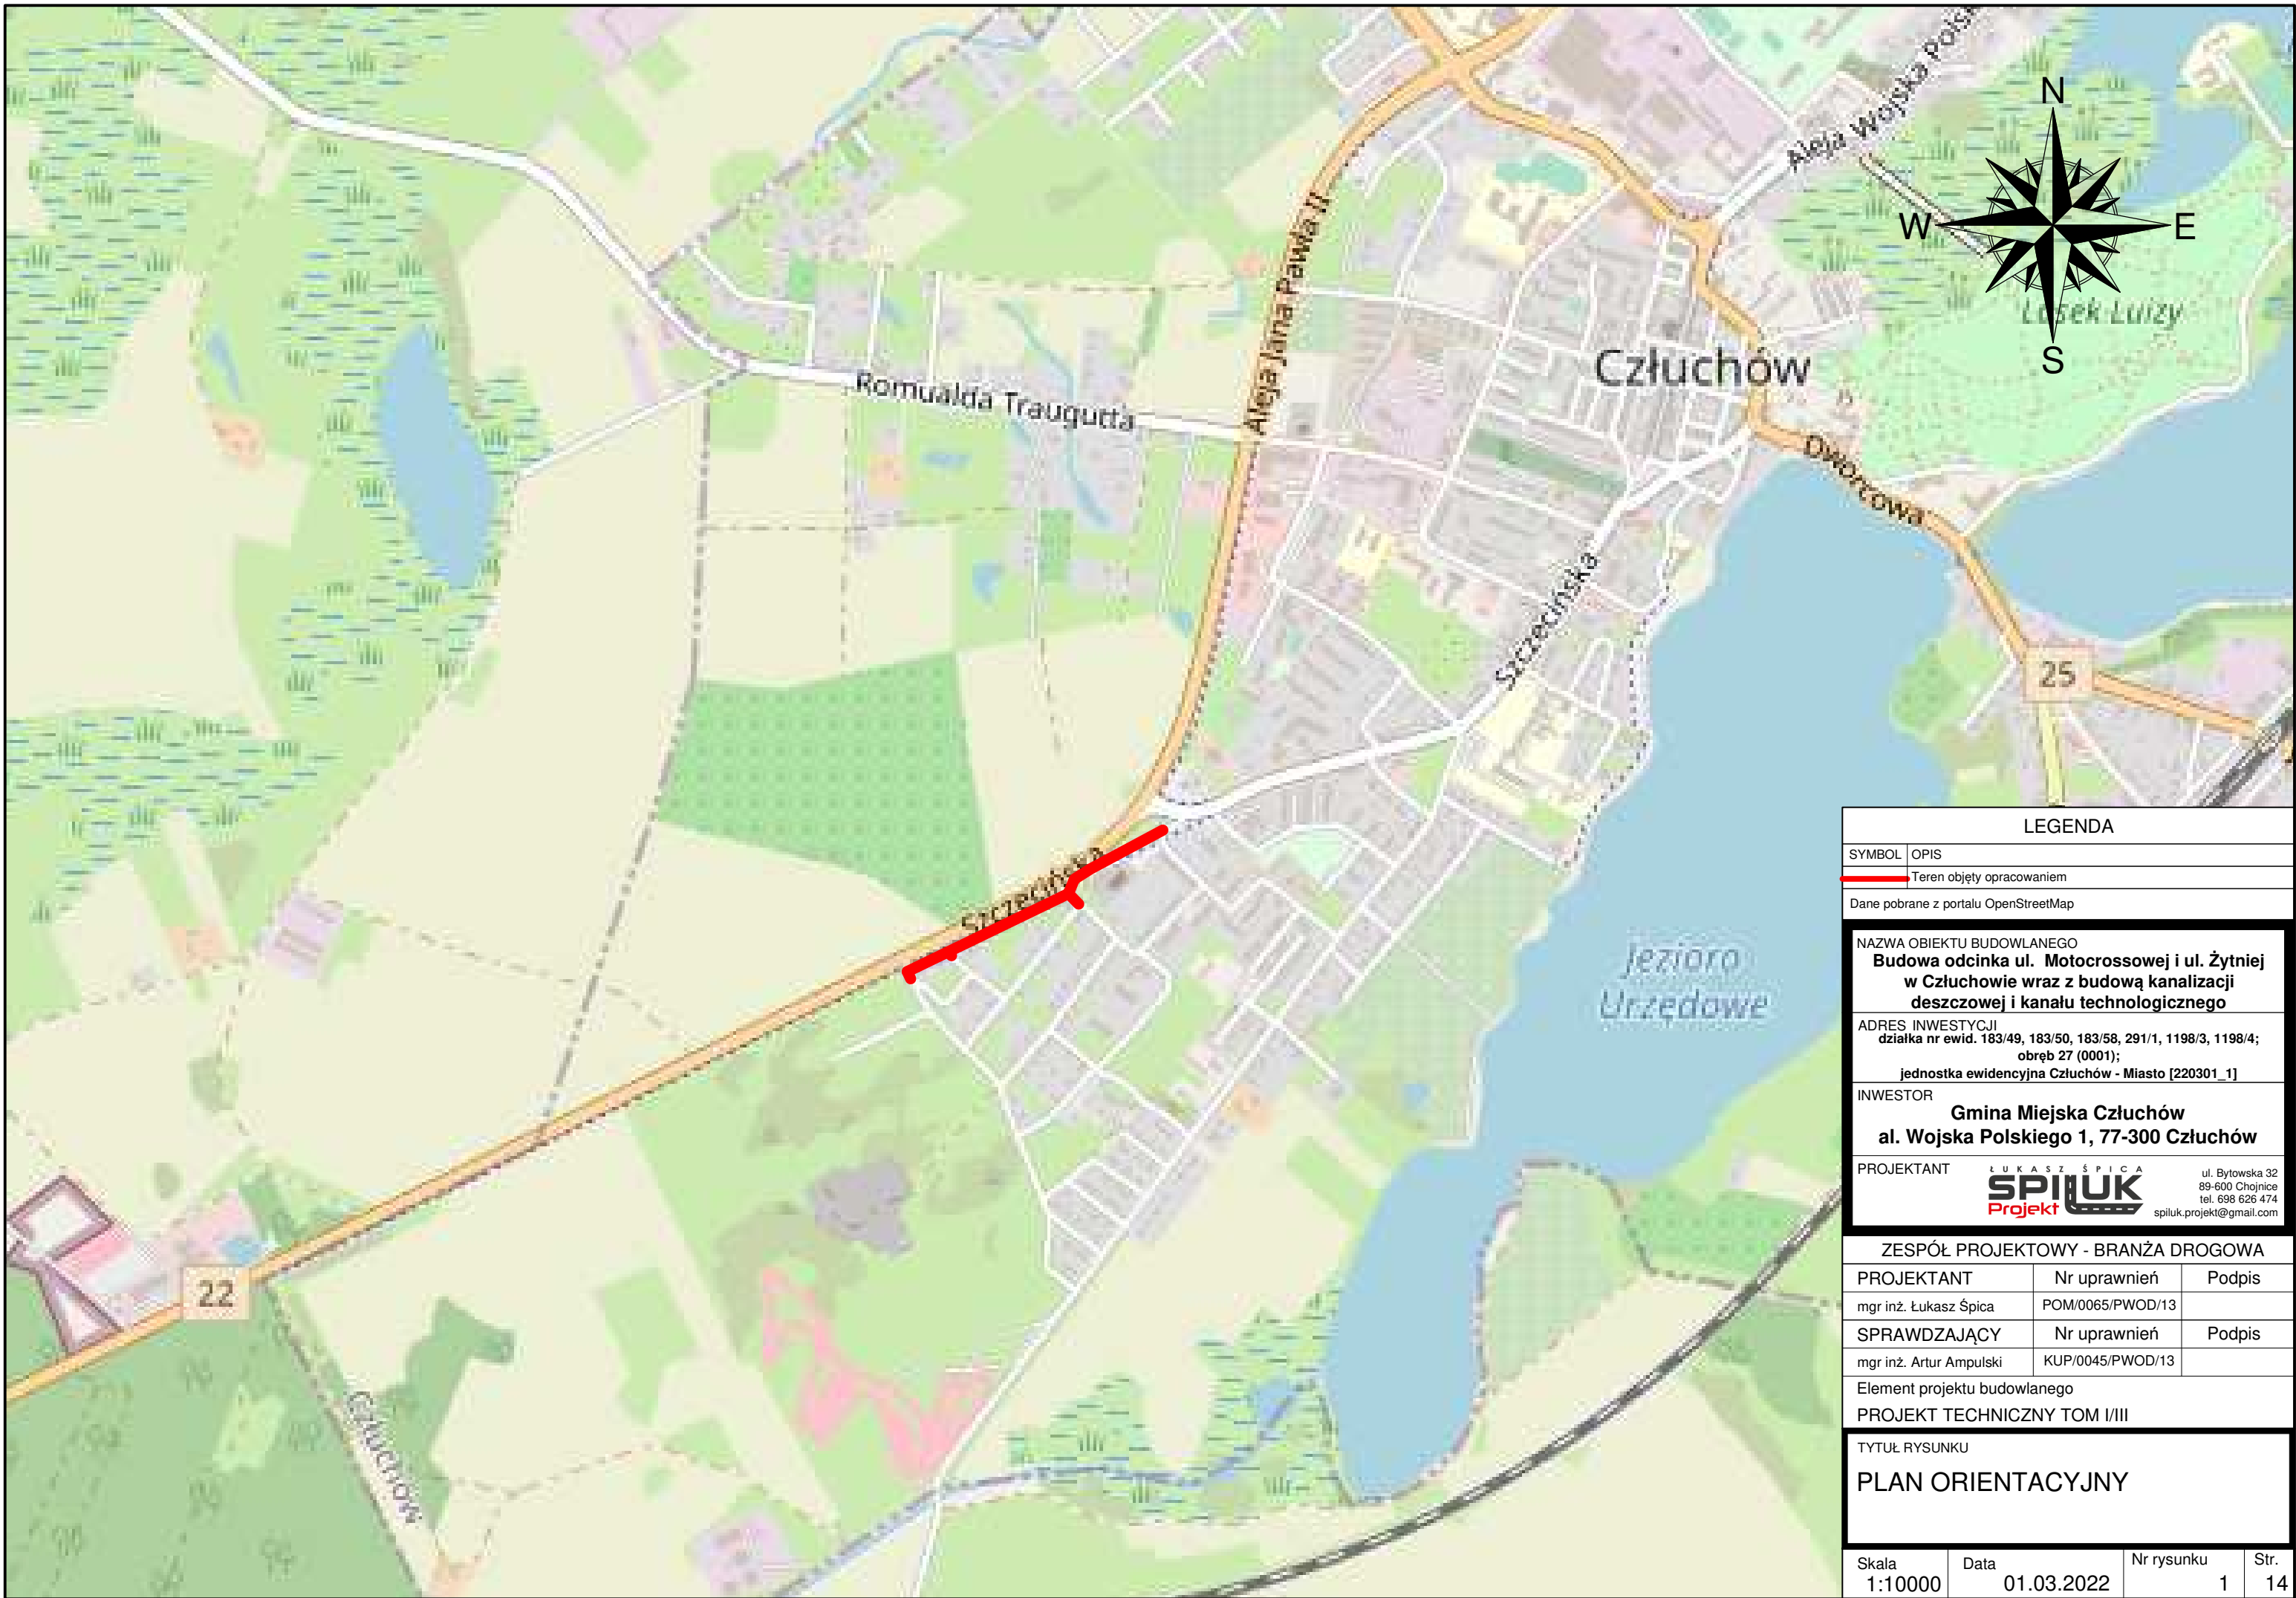 Aleja Wojska Polsk
N
W
E
S
Lasek Luizy
Aleja Jana Pawła II
Człuchów
Romualda Traugutta
Dworcowa
Szczecińska
25
Szczecińska
Jezioro
Urzędowe
22
Człuchów
LEGENDA
SYMBOL OPIS
Teren objęty opracowaniem
Dane pobrane z portalu OpenStreetMap
NAZWA OBIEKTU BUDOWLANEGO
Budowa odcinka ul. Motocrossowej i ul. Żytniej
w Człuchowie wraz z budową kanalizacji
deszczowej i kanału technologicznego
ADRES INWESTYCJI
działka nr ewid. 183/49, 183/50, 183/58, 291/1, 1198/3, 1198/4;
obręb 27 (0001);
jednostka ewidencyjna Człuchów - Miasto [220301_1]
INWESTOR
Gmina Miejska Człuchów
al. Wojska Polskiego 1, 77-300 Człuchów
PROJEKTANT
ŁUKASZ ŚPICA
SPILUK
Projekt
ul. Bytowska 32
89-600 Chojnice
tel. 698 626 474
spiluk.projekt@gmail.com
ZESPÓŁ PROJEKTOWY - BRANŻA DROGOWA
PROJEKTANT Nr uprawnień Podpis
mgr inż. Łukasz Śpica POM/0065/PWOD/13
SPRAWDZAJĄCY Nr uprawnień Podpis
mgr inż. Artur Ampulski KUP/0045/PWOD/13
Element projektu budowlanego
PROJEKT TECHNICZNY TOM I/III
TYTUŁ RYSUNKU
PLAN ORIENTACYJNY
Skala Data Nr rysunku Str.
1:10000 01.03.2022 1 14